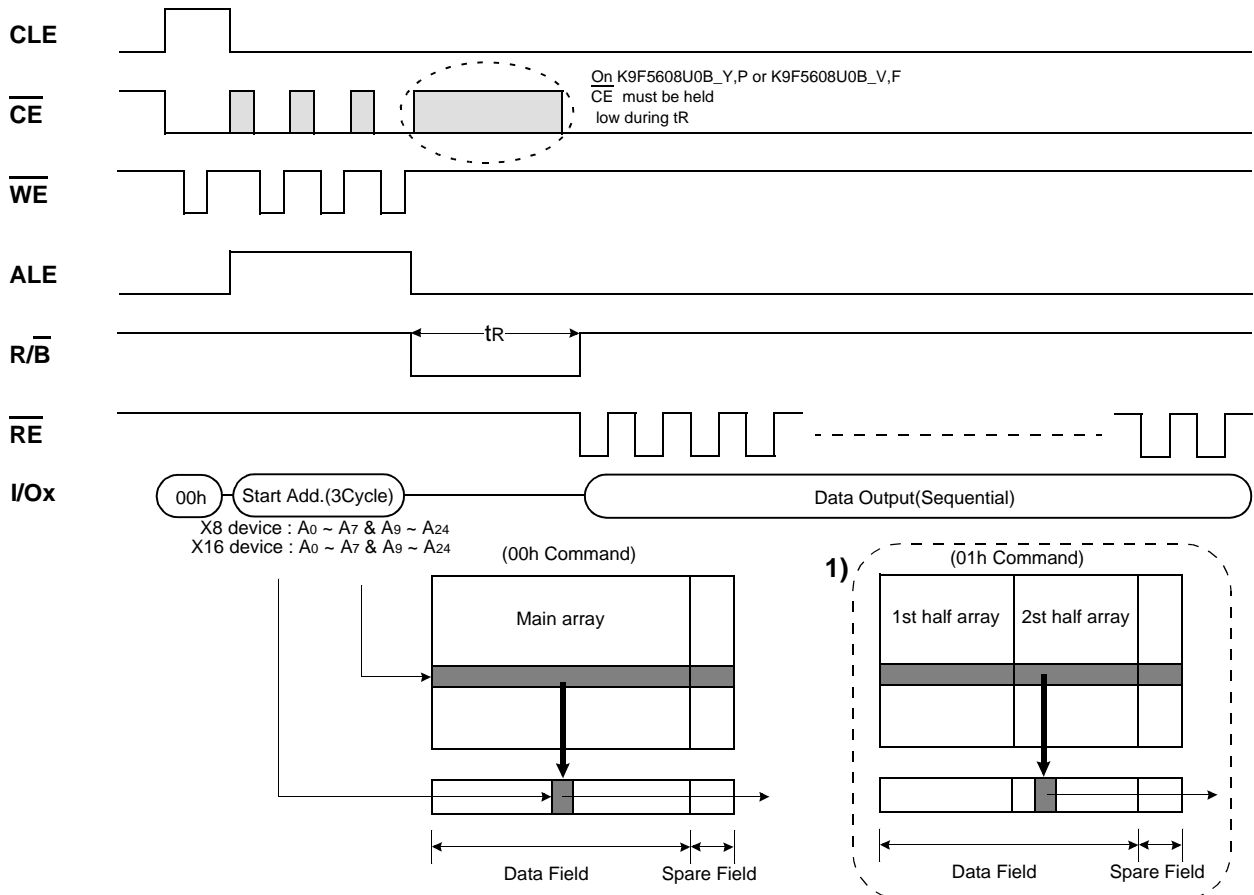 CLE
On K9F5608U0B_Y,P or K9F5608U0B_V,F
CE
CE must be held
low during tR
WE
ALE
R/B
tR
RE
I/Ox
00h
Start Add.(3Cycle)
Data Output(Sequential)
X8 device : A0 ~ A7 & A9 ~ A24
X16 device : A0 ~ A7 & A9 ~ A24
(00h Command)
1)
(01h Command)
Main array
1st half array
2st half array
Data Field
Spare Field
Data Field
Spare Field